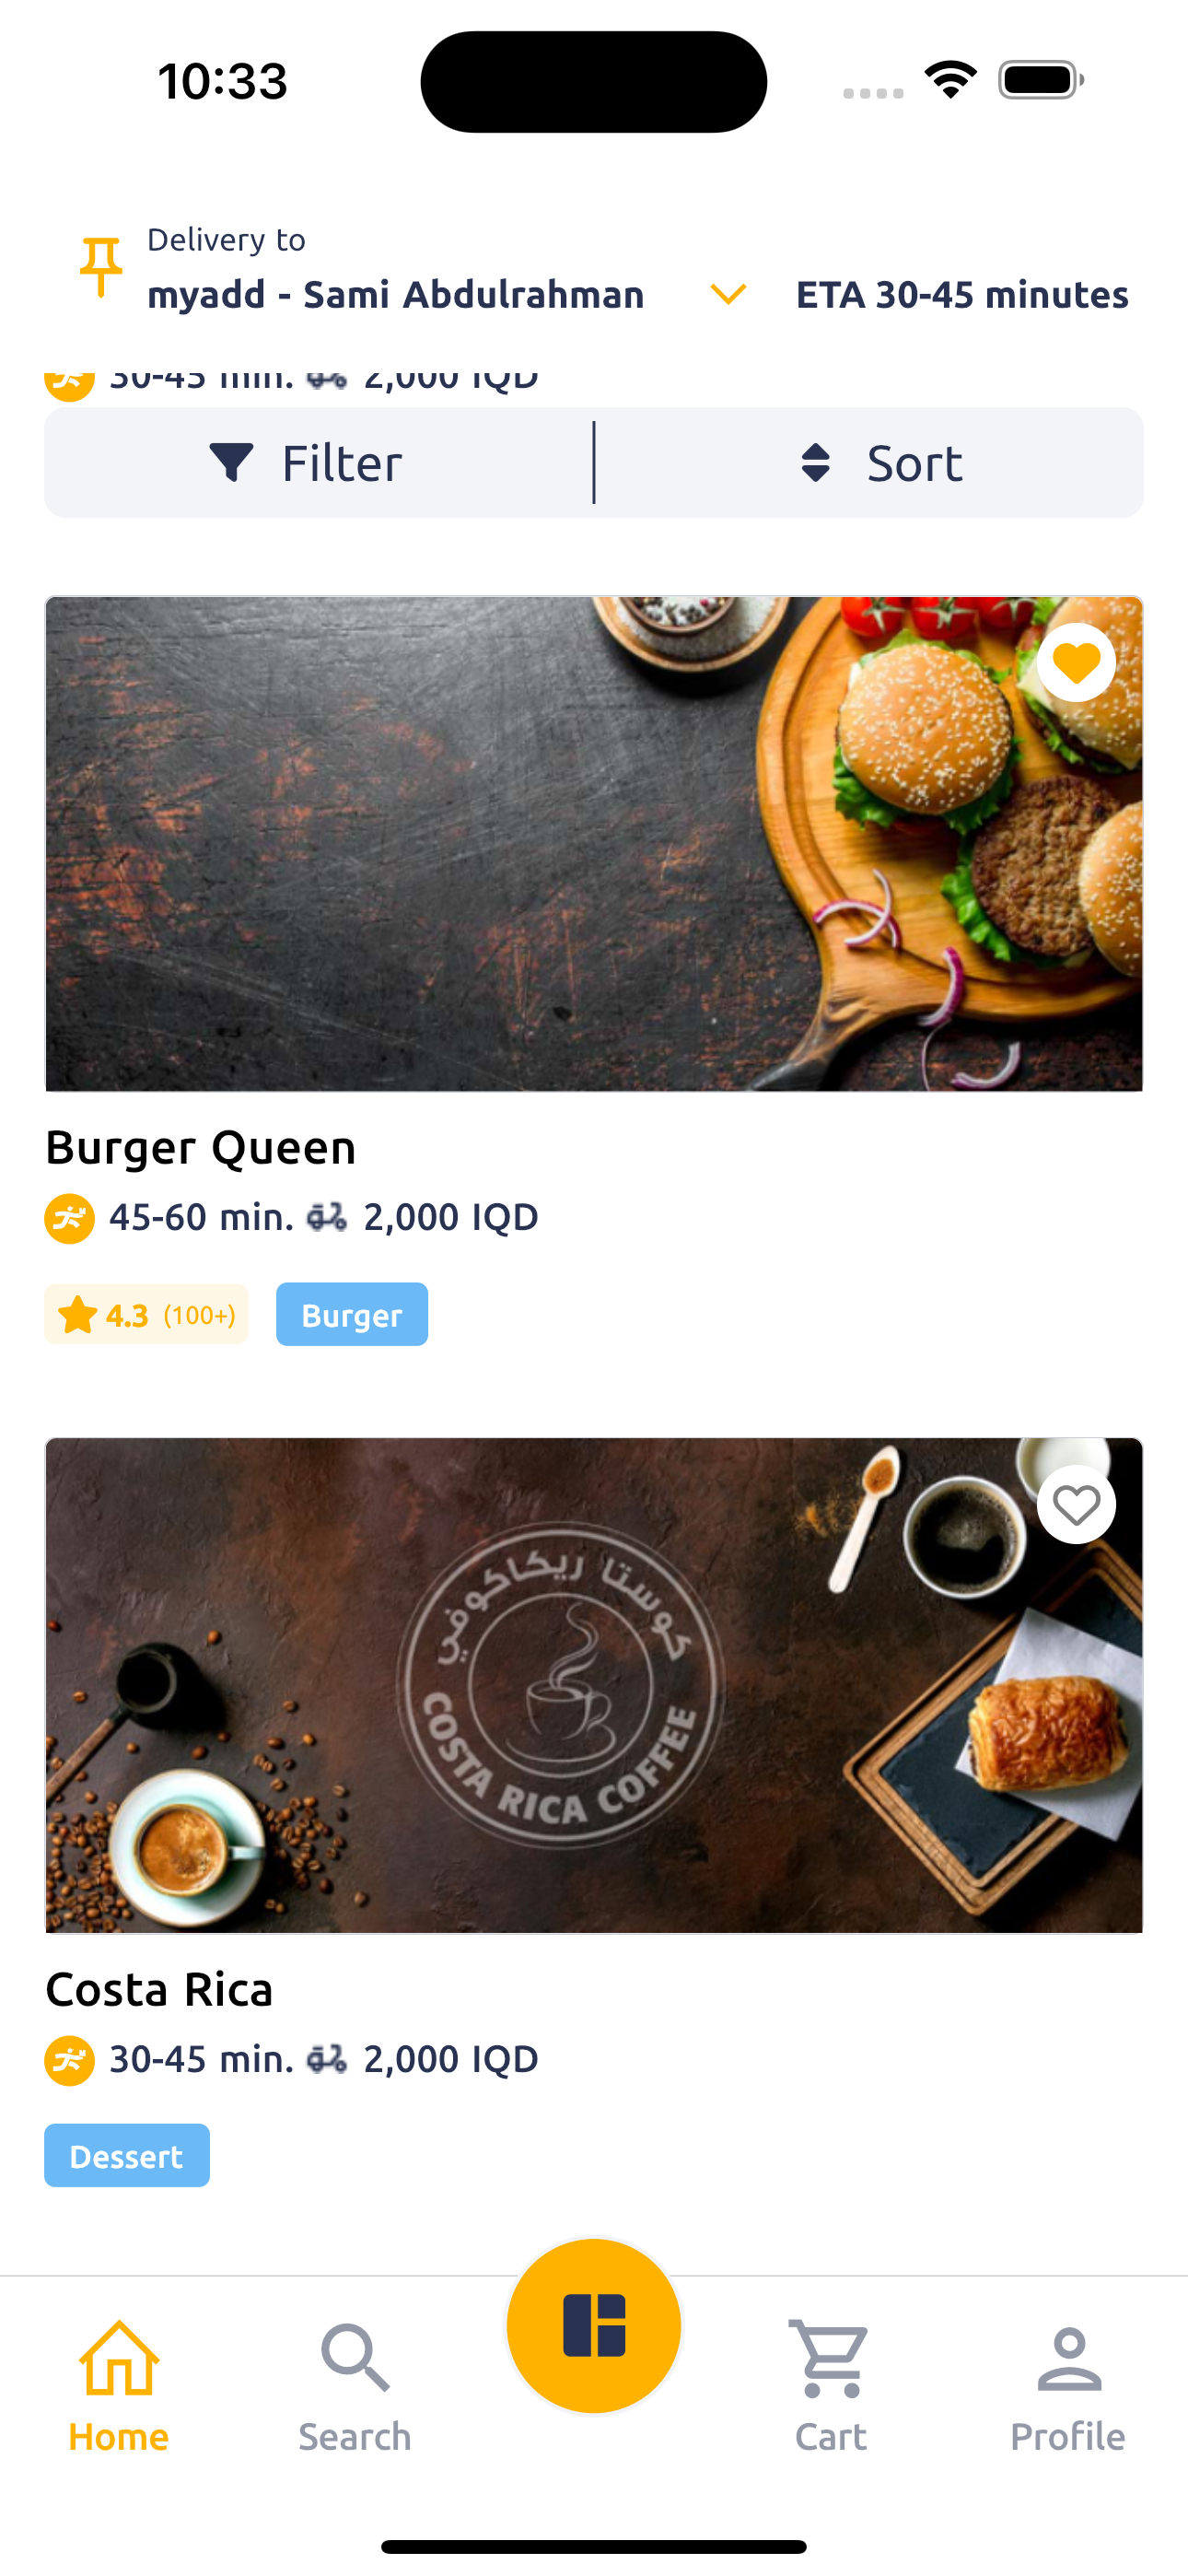 10:33
Delivery to
myadd - Sami Abdulrahman
ETA 30-45 minutes
30-45 min. 2,000 IQD
Filter
Sort
Burger Queen
45-60 min. 2,000 IQD
4.3 (100+)
Burger
كوستا ريكا كوفي
COSTA RICA COFFEE
Costa Rica
30-45 min. 2,000 IQD
Dessert
Home
Search
Cart
Profile